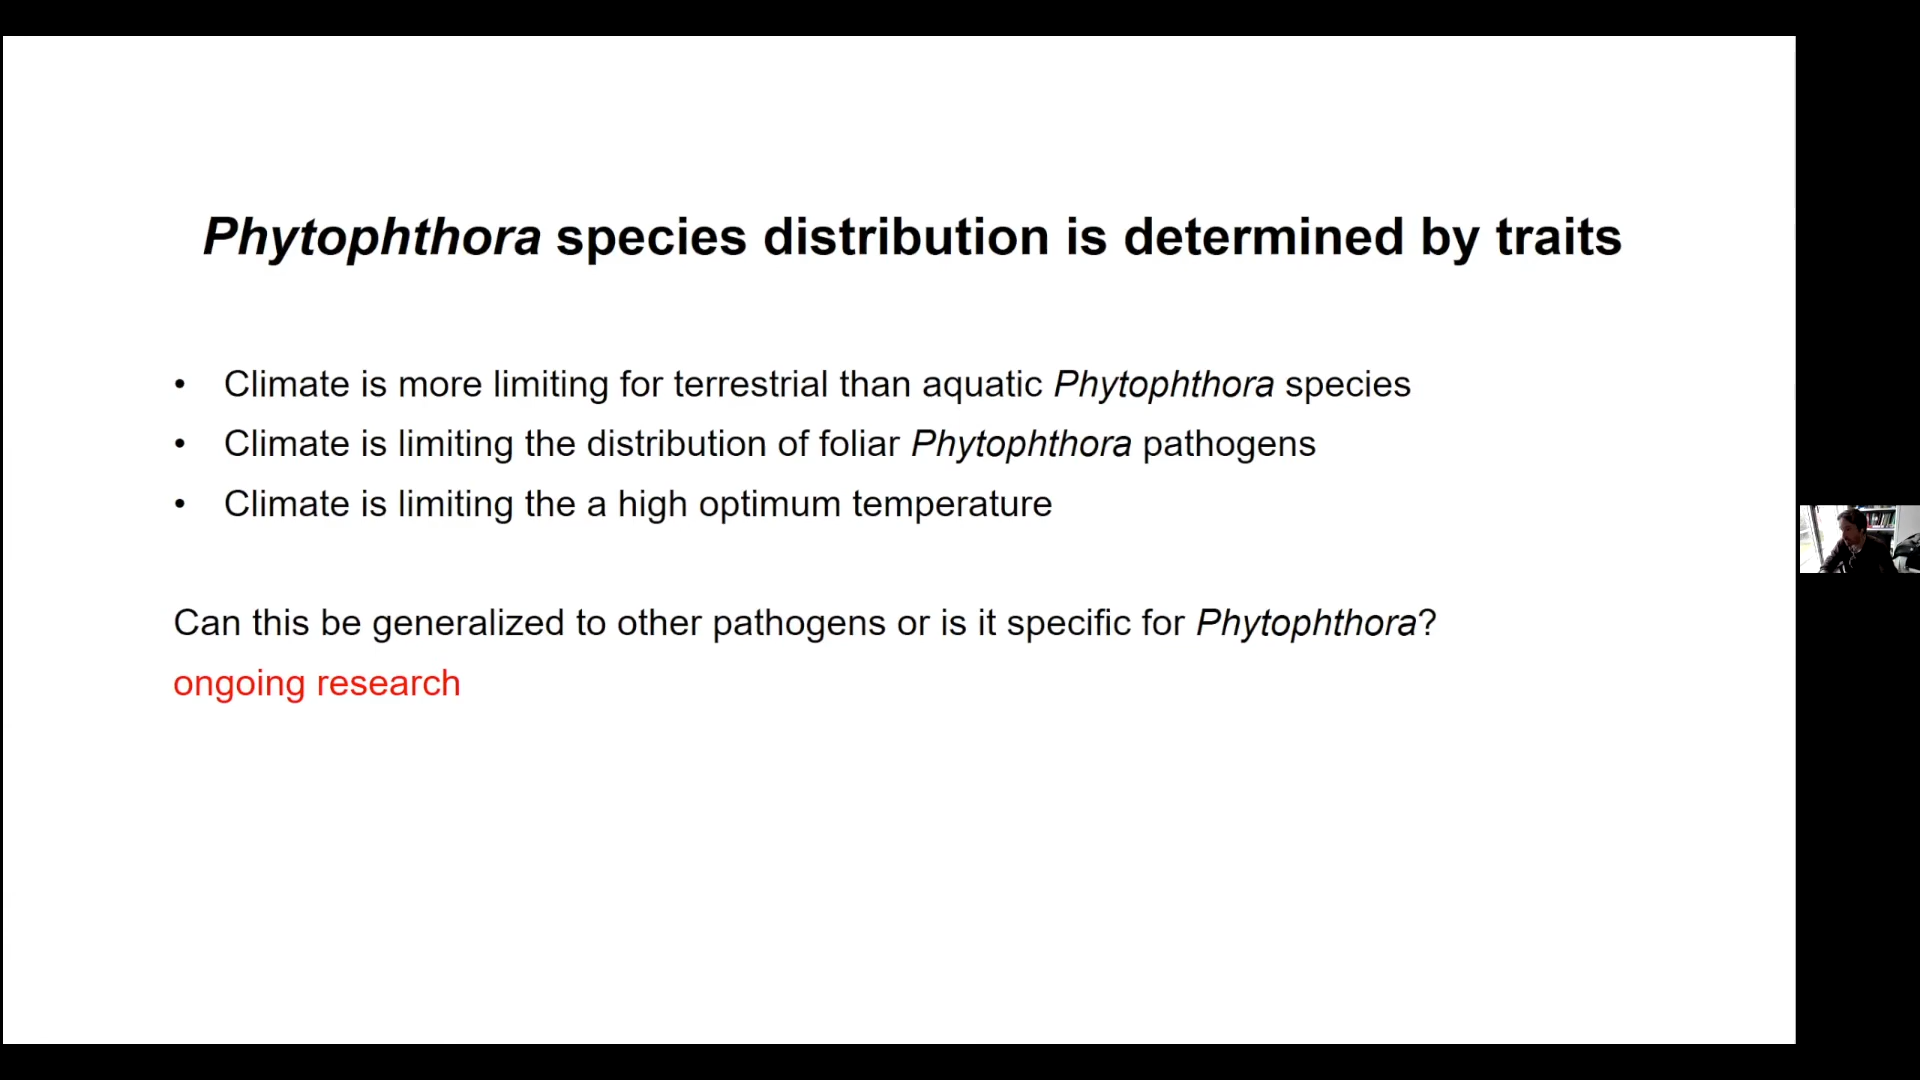 Phytophthora species distribution is determined by traits
• Climate is more limiting for terrestrial than aquatic Phytophthora species
• Climate is limiting the distribution of foliar Phytophthora pathogens
• Climate is limiting the a high optimum temperature
Can this be generalized to other pathogens or is it specific for Phytophthora?
ongoing research